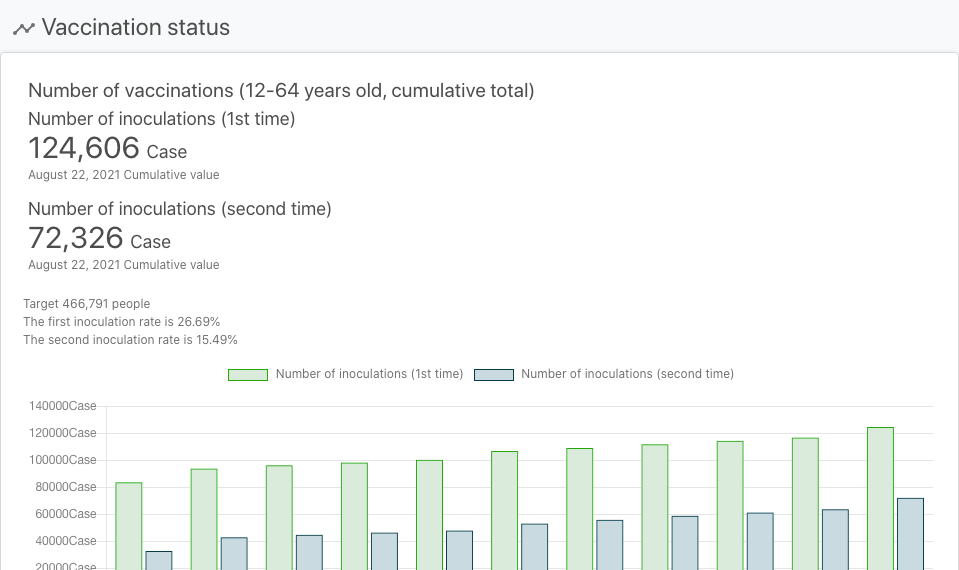 Vaccination status
Number of vaccinations (12-64 years old, cumulative total)
Number of inoculations (1st time)
124,606 Case
August 22, 2021 Cumulative value
Number of inoculations (second time)
72,326 Case
August 22, 2021 Cumulative value
Target 466,791 people
The first inoculation rate is 26.69%
The second inoculation rate is 15.49%
Number of inoculations (1st time) Number of inoculations (second time)
140000Case
120000Case
100000Case
80000Case
60000Case
40000Case
20000Case